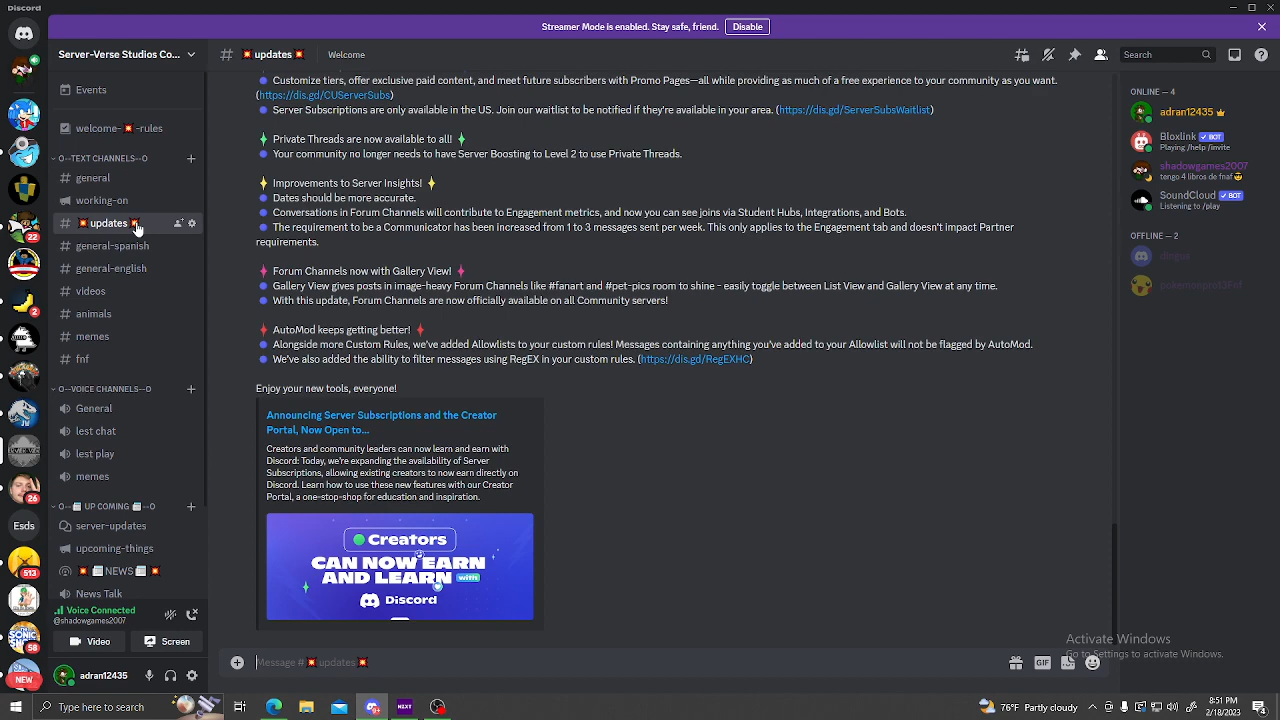 Discord
Streamer Mode is enabled. Stay safe, friend. Disable
Server-Verse Studios Co...
# 💥updates💥 Welcome
Search
Events
welcome-💥-rules
O--TEXT CHANNELS--O
general
working-on
💥updates💥
general-spanish
general-english
videos
animals
memes
fnf
O--VOICE CHANNELS--O
General
lest chat
lest play
memes
O--UP COMING--O
server-updates
upcoming-things
NEWS
News Talk
22
2
26
Esds
513
58
NEW
Voice Connected
@shadowgames2007
Video
Screen
adran12435
Customize tiers, offer exclusive paid content, and meet future subscribers with Promo Pages—all while providing as much of a free experience to your community as you want.
(https://dis.gd/CUServerSubs)
Server Subscriptions are only available in the US. Join our waitlist to be notified if they're available in your area. (https://dis.gd/ServerSubsWaitlist)
Private Threads are now available to all!
Your community no longer needs to have Server Boosting to Level 2 to use Private Threads.
Improvements to Server Insights!
Dates should be more accurate.
Conversations in Forum Channels will contribute to Engagement metrics, and now you can see joins via Student Hubs, Integrations, and Bots.
The requirement to be a Communicator has been increased from 1 to 3 messages sent per week. This only applies to the Engagement tab and doesn't impact Partner
requirements.
Forum Channels now with Gallery View!
Gallery View gives posts in image-heavy Forum Channels like #fanart and #pet-pics room to shine - easily toggle between List View and Gallery View at any time.
With this update, Forum Channels are now officially available on all Community servers!
AutoMod keeps getting better!
Alongside more Custom Rules, we've added Allowlists to your custom rules! Messages containing anything you've added to your Allowlist will not be flagged by AutoMod.
We've also added the ability to filter messages using RegEX in your custom rules. (https://dis.gd/RegEXHC)
Enjoy your new tools, everyone!
Announcing Server Subscriptions and the Creator
Portal, Now Open to...
Creators and community leaders can now learn and earn with
Discord: Today, we're expanding the availability of Server
Subscriptions, allowing existing creators to now earn directly on
Discord. Learn how to use these new features with our Creator
Portal, a one-stop-shop for education and inspiration.
Creators
CAN NOW EARN
AND LEARN with
Discord
Message #💥updates💥
GIF
ONLINE — 4
adran12435
Bloxlink BOT
Playing /help /invite
shadowgames2007
tengo 4 libros de fnaf😎
SoundCloud BOT
Listening to /play
OFFLINE — 2
Activate Windows
Go to Settings to activate Windows.
Type here to search
NIXT
76°F Partly cloudy
8:51 PM
2/18/2023